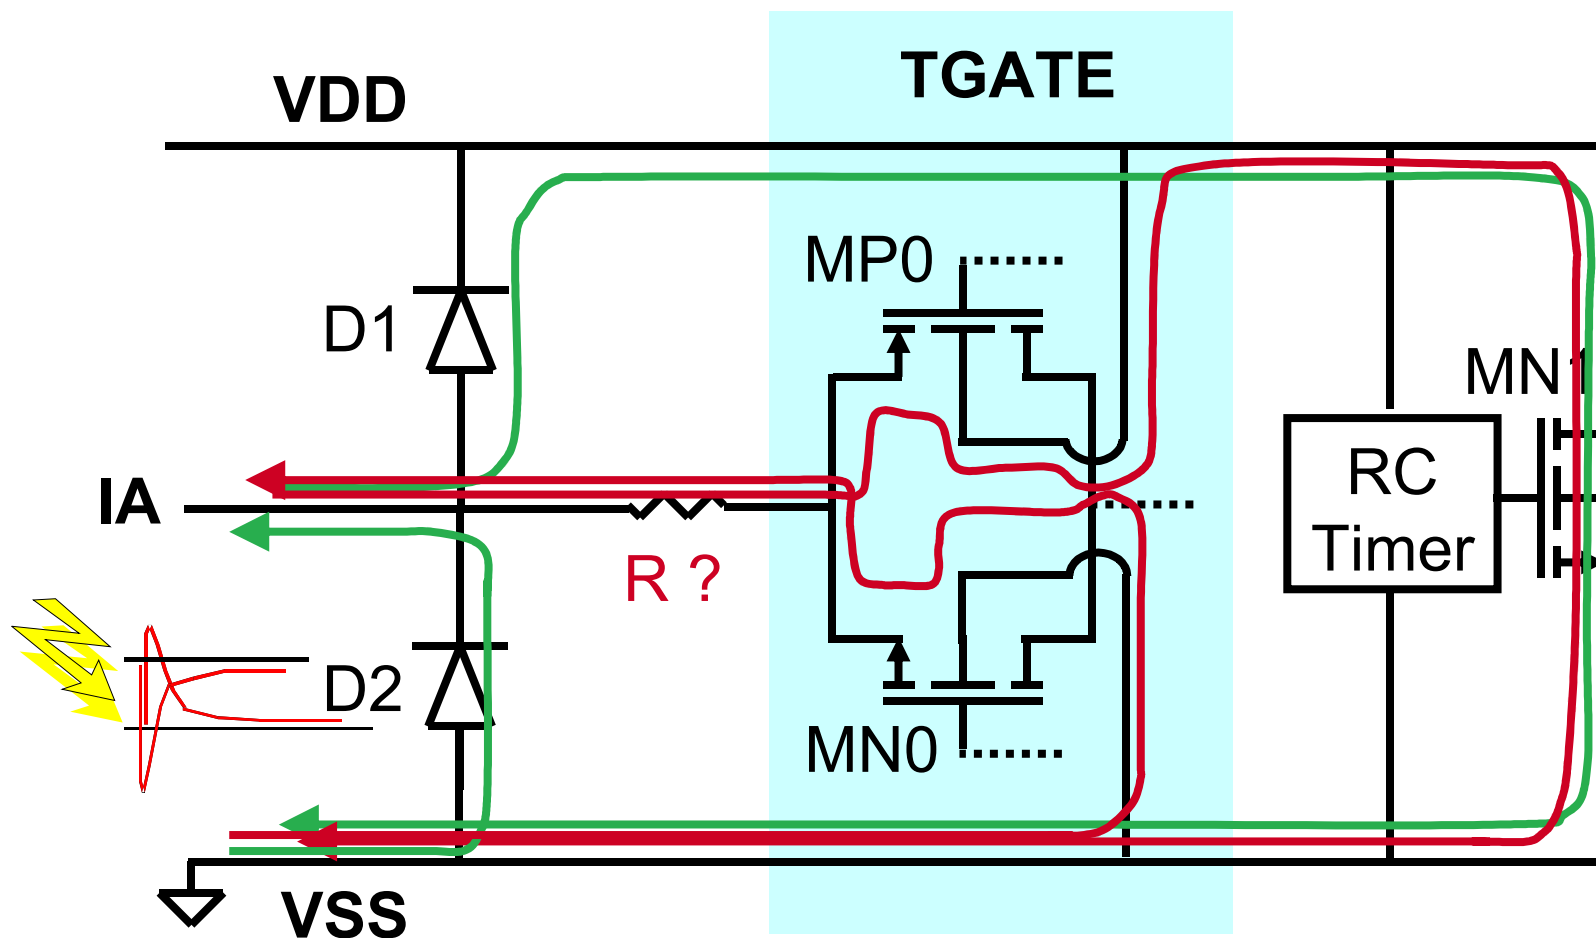 TGATE
VDD
MP0
D1
MN1
RC
Timer
IA
R ?
D2
MN0
VSS